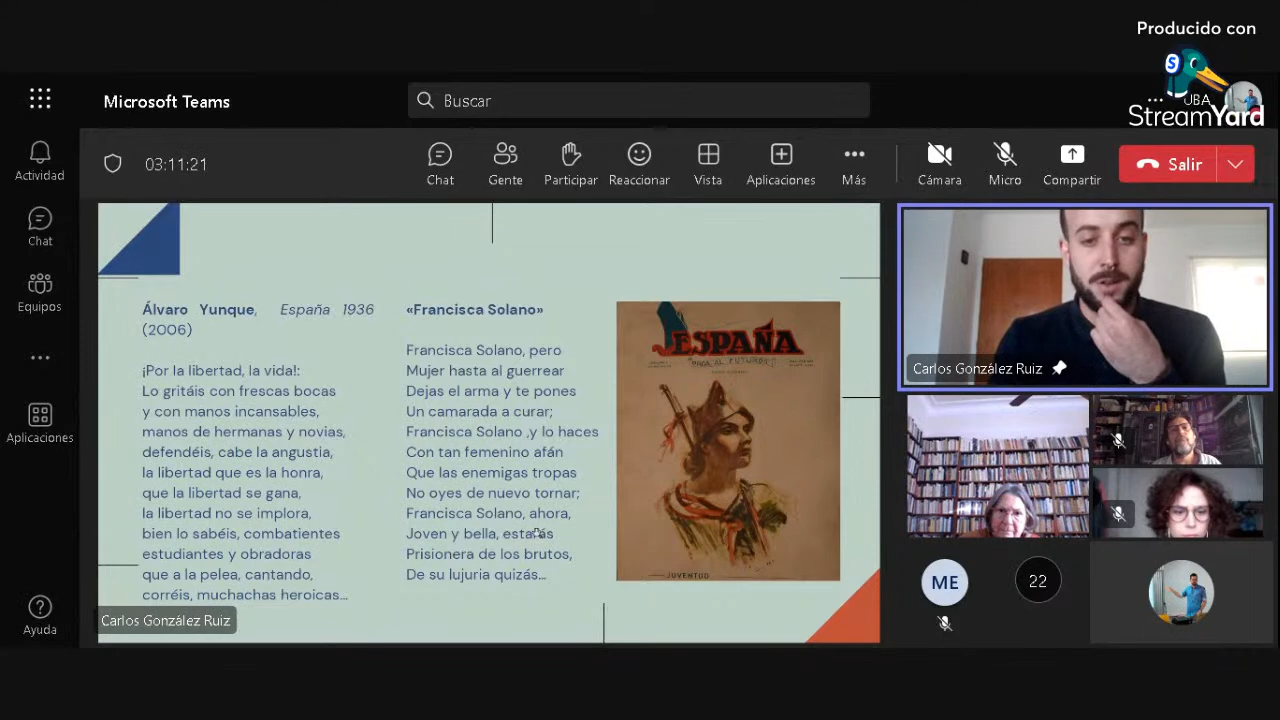 Producido con
StreamYard
UBA
Microsoft Teams
Buscar
03:11:21
Chat
Gente
Participar
Reaccionar
Vista
Aplicaciones
Más
Cámara
Micro
Compartir
Salir
Actividad
Chat
Equipos
Aplicaciones
Ayuda
Álvaro Yunque, España 1936
(2006)
¡Por la libertad, la vida!:
Lo gritáis con frescas bocas
y con manos incansables,
manos de hermanas y novias,
defendéis, cabe la angustia,
la libertad que es la honra,
que la libertad se gana,
la libertad no se implora,
bien lo sabéis, combatientes
estudiantes y obradoras
que a la pelea, cantando,
corréis, muchachas heroicas...
«Francisca Solano»
Francisca Solano, pero
Mujer hasta al guerrear
Dejas el arma y te pones
Un camarada a curar;
Francisca Solano ,y lo haces
Con tan femenino afán
Que las enemigas tropas
No oyes de nuevo tornar;
Francisca Solano, ahora,
Joven y bella, estarás
Prisionera de los brutos,
De su lujuria quizás...
ESPAÑA
JUVENTUD
Carlos González Ruiz
Carlos González Ruiz
ME
22